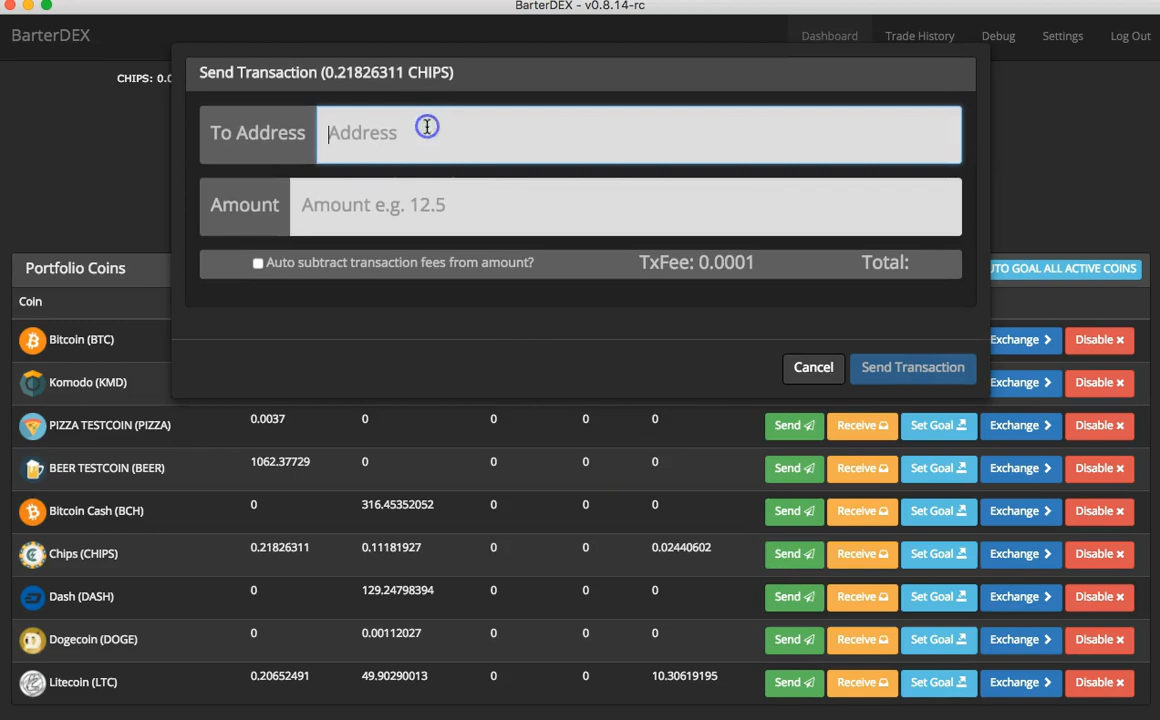 BarterDEX - v0.8.14-rc
BarterDEX
Dashboard Trade History Debug Settings Log Out
CHIPS: 0.0
Send Transaction (0.21826311 CHIPS)
To Address Address
Amount Amount e.g. 12.5
Auto subtract transaction fees from amount? TxFee: 0.0001 Total:
Portfolio Coins GOAL ALL ACTIVE COINS
Coin
Bitcoin (BTC) Exchange Disable
Cancel Send Transaction
Komodo (KMD) Exchange Disable
PIZZA TESTCOIN (PIZZA) 0.0037 0 0 0 0 Send Receive Set Goal Exchange Disable
BEER TESTCOIN (BEER) 1062.37729 0 0 0 0 Send Receive Set Goal Exchange Disable
Bitcoin Cash (BCH) 0 316.45352052 0 0 0 Send Receive Set Goal Exchange Disable
Chips (CHIPS) 0.21826311 0.11181927 0 0 0.02440602 Send Receive Set Goal Exchange Disable
Dash (DASH) 0 129.24798394 0 0 0 Send Receive Set Goal Exchange Disable
Dogecoin (DOGE) 0 0.00112027 0 0 0 Send Receive Set Goal Exchange Disable
Litecoin (LTC) 0.20652491 49.90290013 0 0 10.30619195 Send Receive Set Goal Exchange Disable